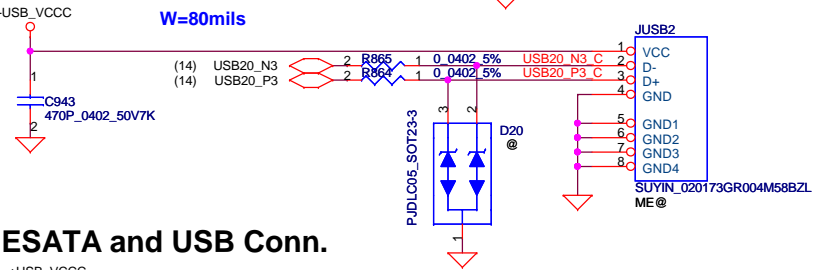 -USB_VCCC
W=80mils
JUSB2
1 VCC
(14) USB20_N3 2 R865 1 0_0402_5% USB20_N3_C 2 D-
(14) USB20_P3 2 R864 1 0_0402_5% USB20_P3_C 3 D+
4 GND
1
C943
470P_0402_50V7K
2
3 2
D20
@
PJDLC05_SOT23-3
1
5 GND1
6 GND2
7 GND3
8 GND4
SUYIN_020173GR004M58BZL
ME@
ESATA and USB Conn.
+USB_VCCC